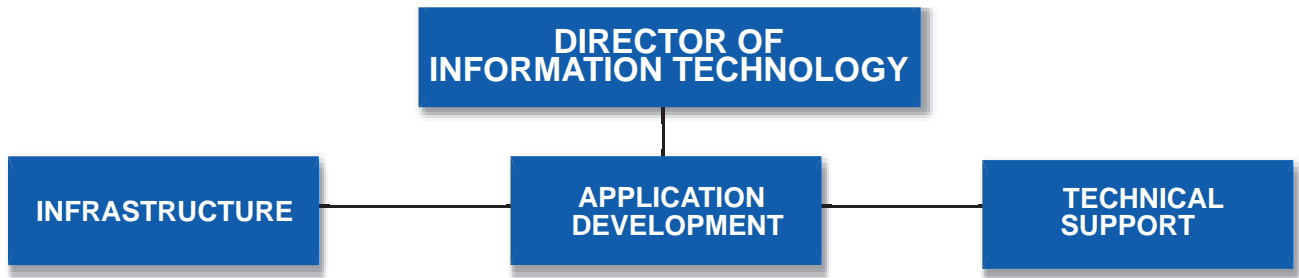 DIRECTOR OF
INFORMATION TECHNOLOGY
INFRASTRUCTURE
APPLICATION
DEVELOPMENT
TECHNICAL
SUPPORT